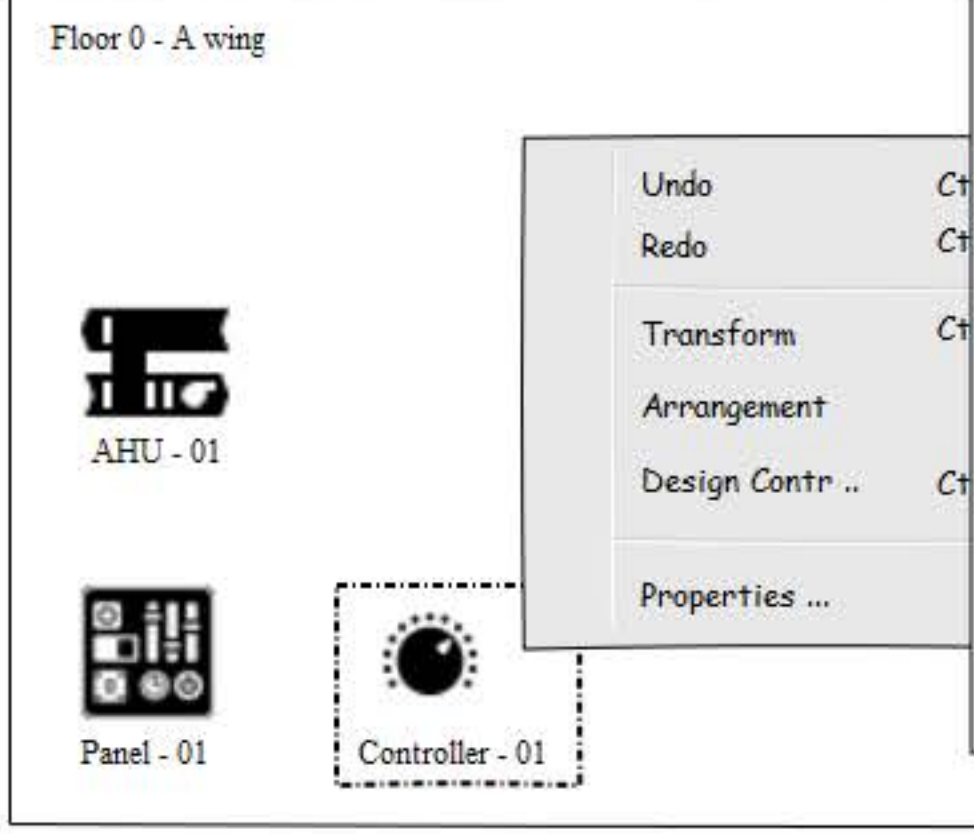 Floor 0 - A wing
Undo Ct
Redo Ct
Transform Ct
Arrangement
Design Contr .. Ct
AHU - 01
Properties ...
Panel - 01
Controller - 01